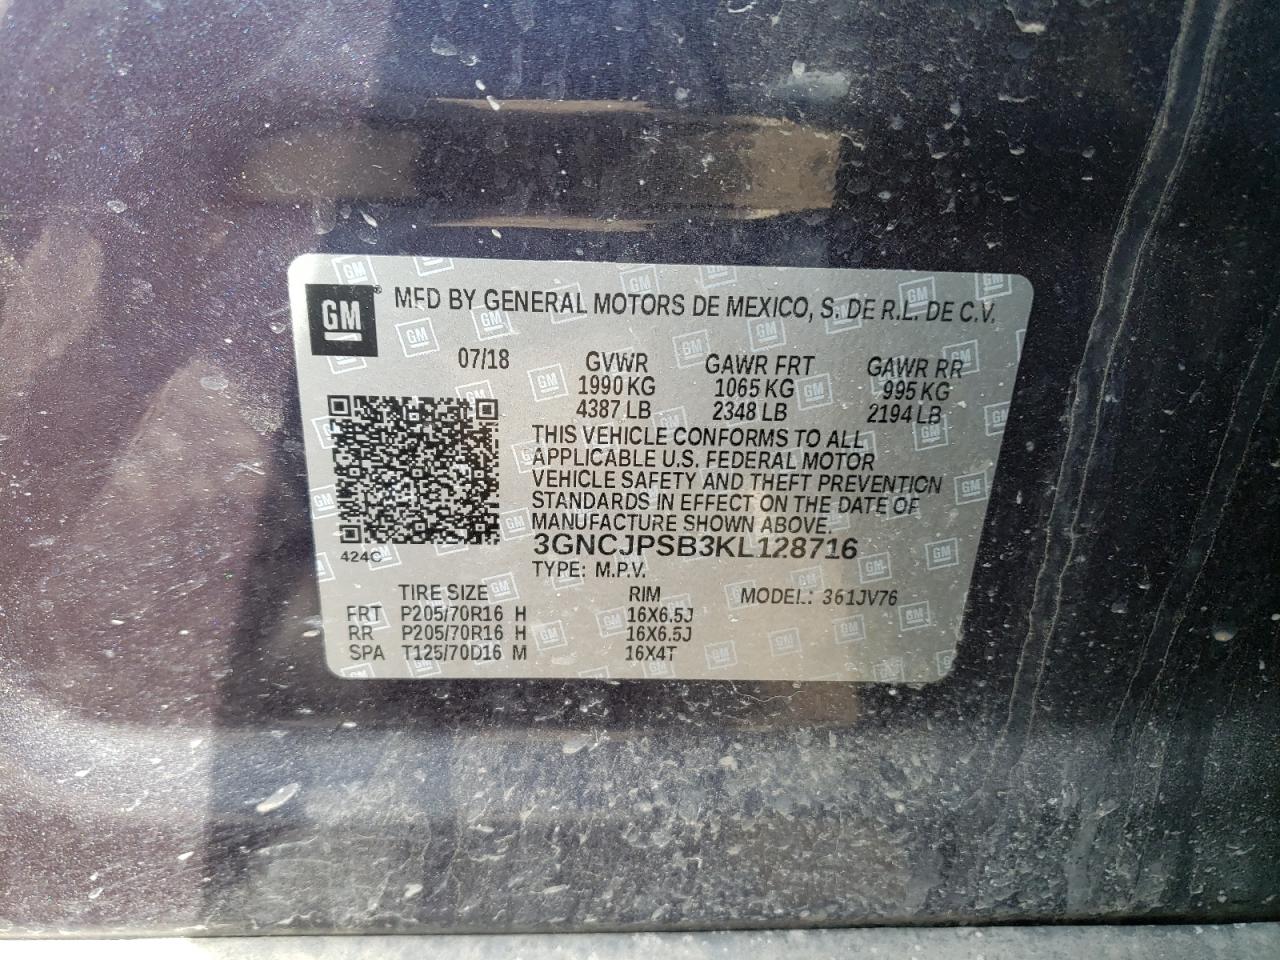 GM
MFD BY GENERAL MOTORS DE MEXICO, S. DE R.L. DE C.V.
07/18 GVWR GAWR FRT GAWR RR
1990 KG 1065 KG 995 KG
4387 LB 2348 LB 2194 LB
THIS VEHICLE CONFORMS TO ALL
APPLICABLE U.S. FEDERAL MOTOR
VEHICLE SAFETY AND THEFT PREVENTION
STANDARDS IN EFFECT ON THE DATE OF
MANUFACTURE SHOWN ABOVE.
424C
3GNCJPSB3KL128716
TYPE: M.P.V.
TIRE SIZE RIM MODEL: 361JV76
FRT P205/70R16 H 16X6.5J
RR P205/70R16 H 16X6.5J
SPA T125/70D16 M 16X4T